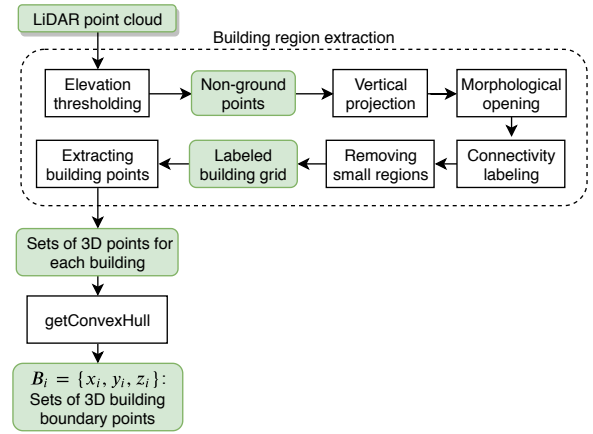 LiDAR point cloud
Building region extraction
Elevation
thresholding
Non-ground
points
Vertical
projection
Morphological
opening
Extracting
building points
Labeled
building grid
Removing
small regions
Connectivity
labeling
Sets of 3D points for
each building
getConvexHull
B_i = {x_i, y_i, z_i}:
Sets of 3D building
boundary points